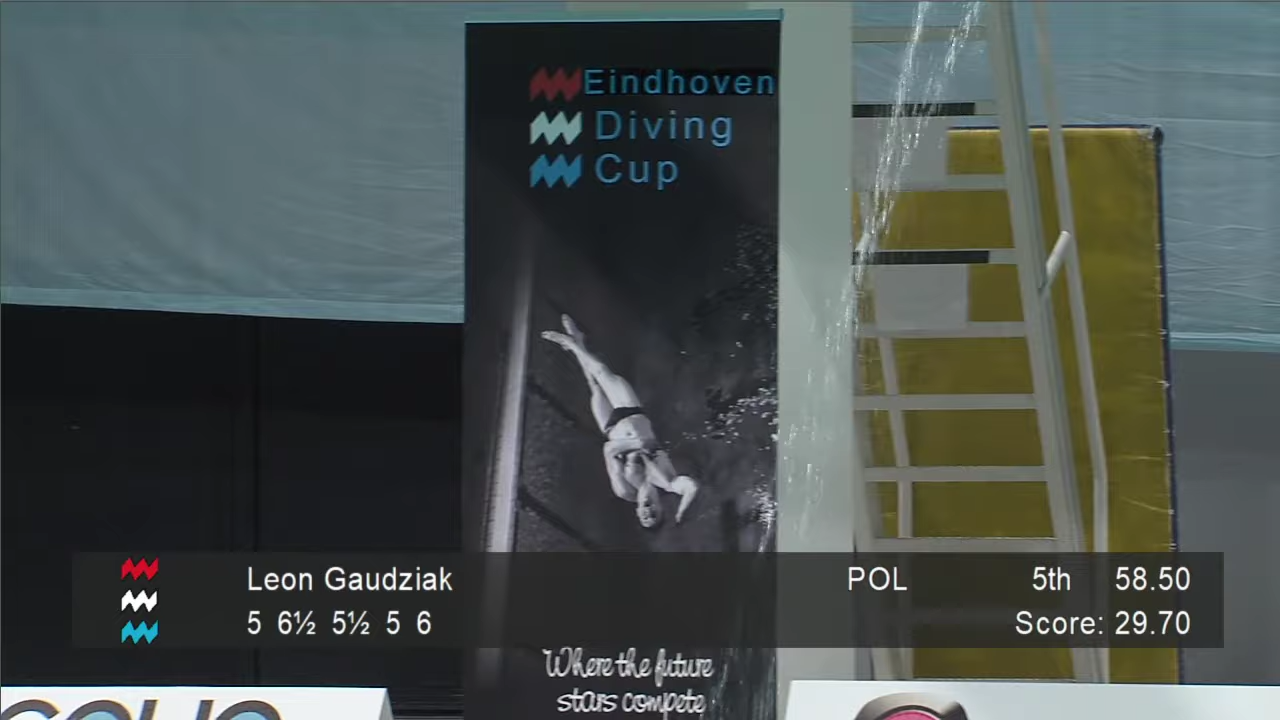 Eindhoven
Diving
Cup
Leon Gaudziak POL 5th 58.50
5 6½ 5½ 5 6 Score: 29.70
Where the future
stars compete